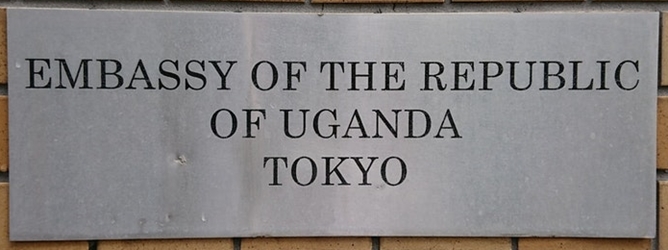 EMBASSY OF THE REPUBLIC
OF UGANDA
TOKYO